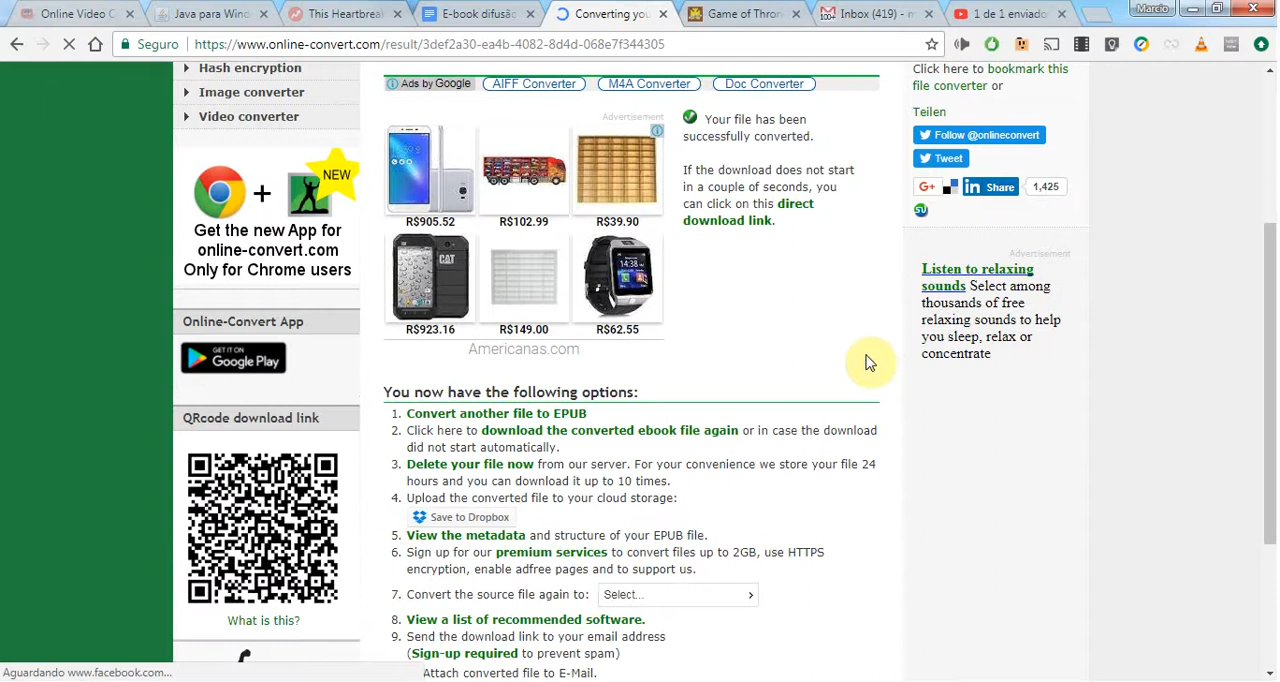 Online Video C
Java para Wind
This Heartbreak
E-book difusão
Converting you
Game of Thron
Inbox (419) - m
1 de 1 enviado
Marcio
Seguro
https://www.online-convert.com/result/3def2a30-ea4b-4082-8d4d-068e7f344305
Hash encryption
Image converter
Video converter
NEW
Get the new App for
online-convert.com
Only for Chrome users
Online-Convert App
GET IT ON
Google Play
QRcode download link
What is this?
Ads by Google
AIFF Converter
M4A Converter
Doc Converter
Advertisement
R$905.52
R$102.99
R$39.90
CAT
14:38
R$923.16
R$149.00
R$62.55
Americanas.com
Your file has been
successfully converted.
If the download does not start
in a couple of seconds, you
can click on this direct
download link.
You now have the following options:
1. Convert another file to EPUB
2. Click here to download the converted ebook file again or in case the download
did not start automatically.
3. Delete your file now from our server. For your convenience we store your file 24
hours and you can download it up to 10 times.
4. Upload the converted file to your cloud storage:
Save to Dropbox
5. View the metadata and structure of your EPUB file.
6. Sign up for our premium services to convert files up to 2GB, use HTTPS
encryption, enable adfree pages and to support us.
7. Convert the source file again to: Select...
8. View a list of recommended software.
9. Send the download link to your email address
(Sign-up required to prevent spam)
Attach converted file to E-Mail.
Click here to bookmark this
file converter or
Teilen
Follow @onlineconvert
Tweet
G+
in Share
1,425
Advertisement
Listen to relaxing
sounds Select among
thousands of free
relaxing sounds to help
you sleep, relax or
concentrate
Aguardando www.facebook.com...